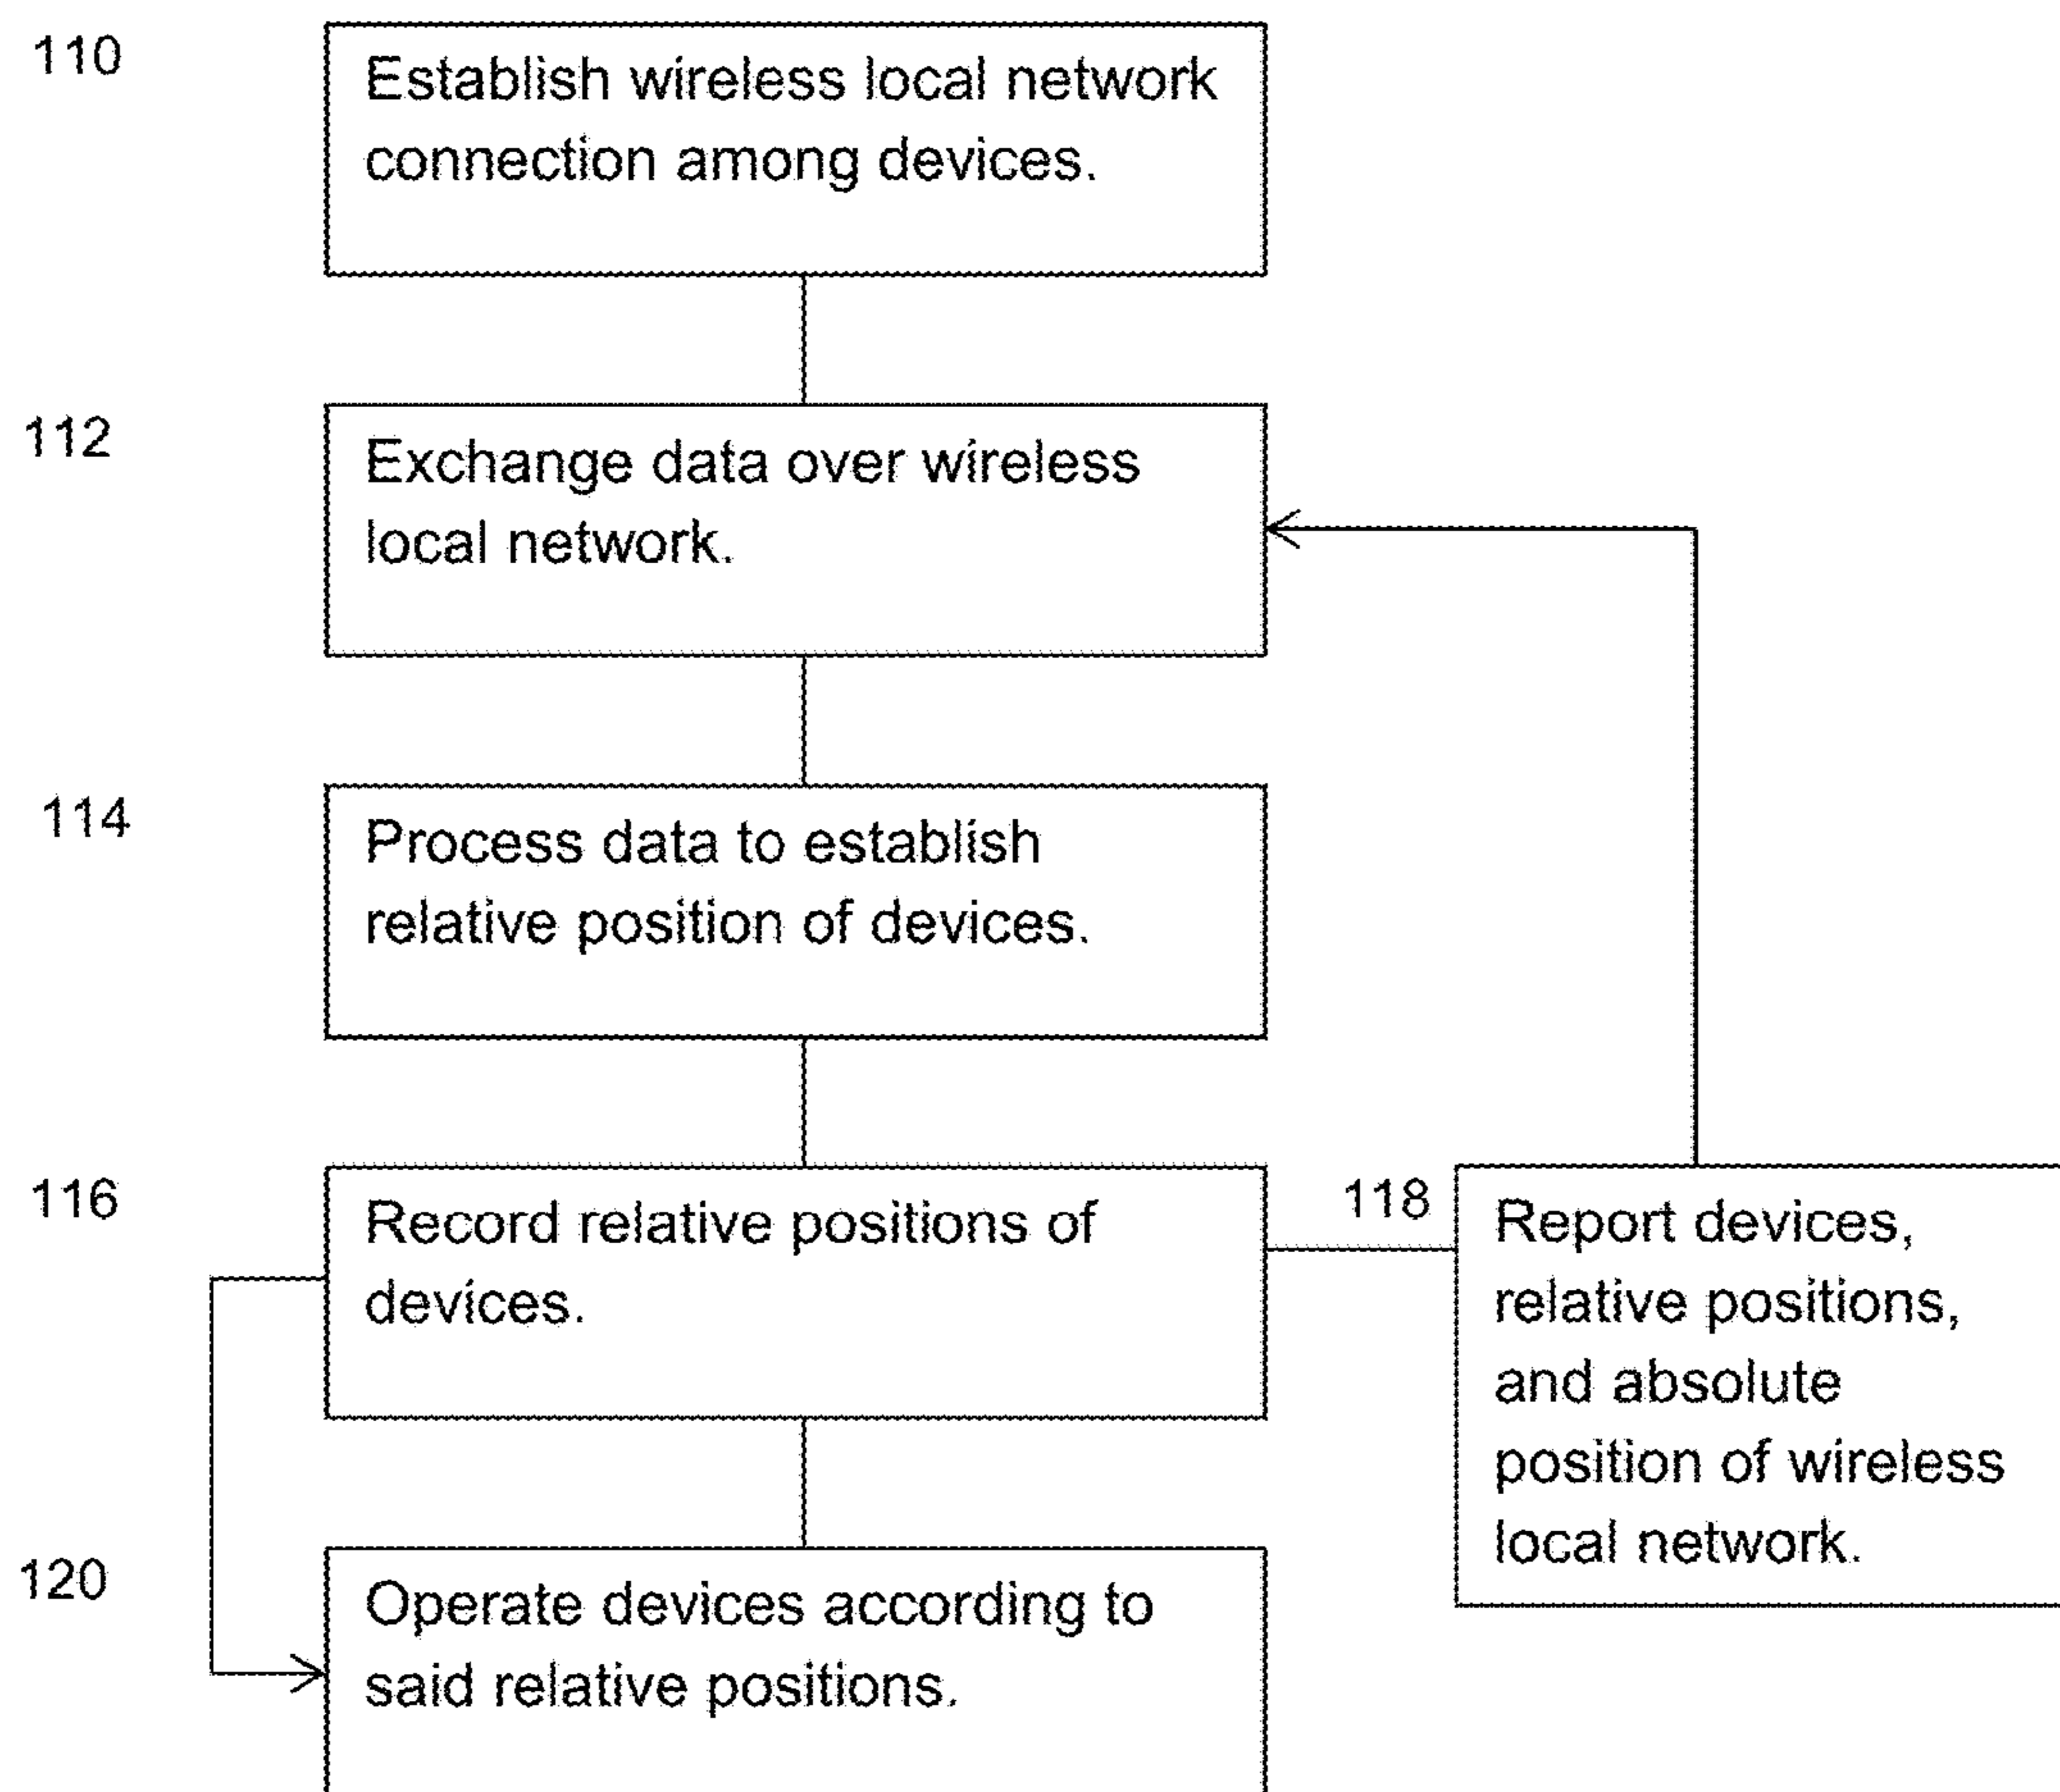 110
Establish wireless local network
connection among devices.
112
Exchange data over wireless
local network.
114
Process data to establish
relative position of devices.
116
Record relative positions of
devices.
118
Report devices,
relative positions,
and absolute
position of wireless
local network.
120
Operate devices according to
said relative positions.